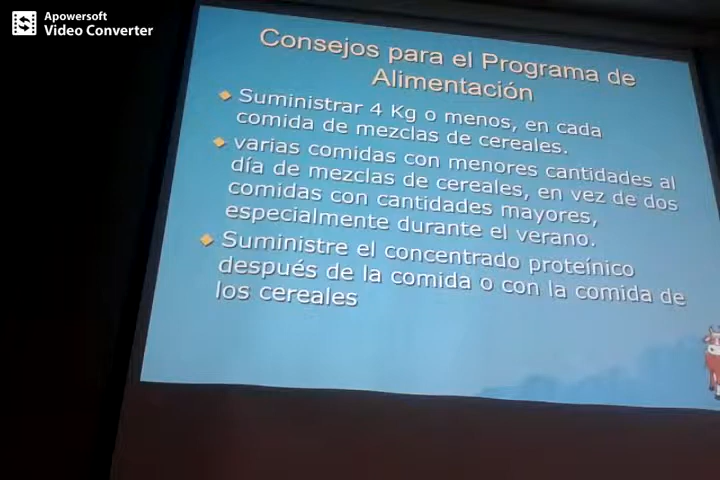 Apowersoft
Video Converter
Consejos para el Programa de
Alimentación
Suministrar 4 Kg o menos, en cada
comida de mezclas de cereales.
varias comidas con menores cantidades al
día de mezclas de cereales, en vez de dos
comidas con cantidades mayores,
especialmente durante el verano.
Suministre el concentrado proteínico
después de la comida o con la comida de
los cereales